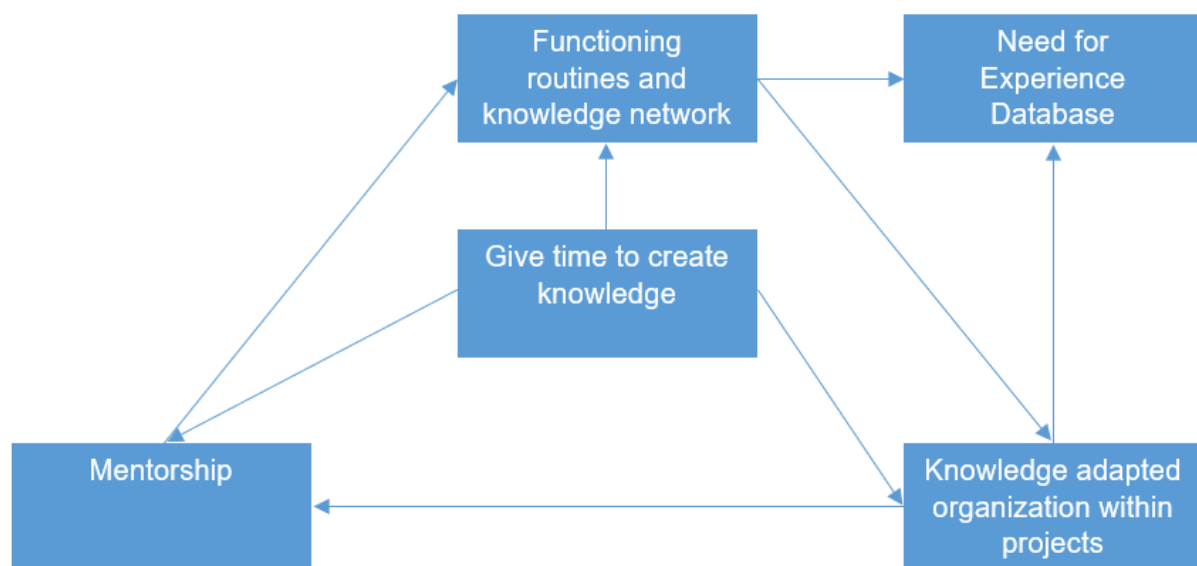 Functioning
routines and
knowledge network
Need for
Experience
Database
Give time to create
knowledge
Mentorship
Knowledge adapted
organization within
projects